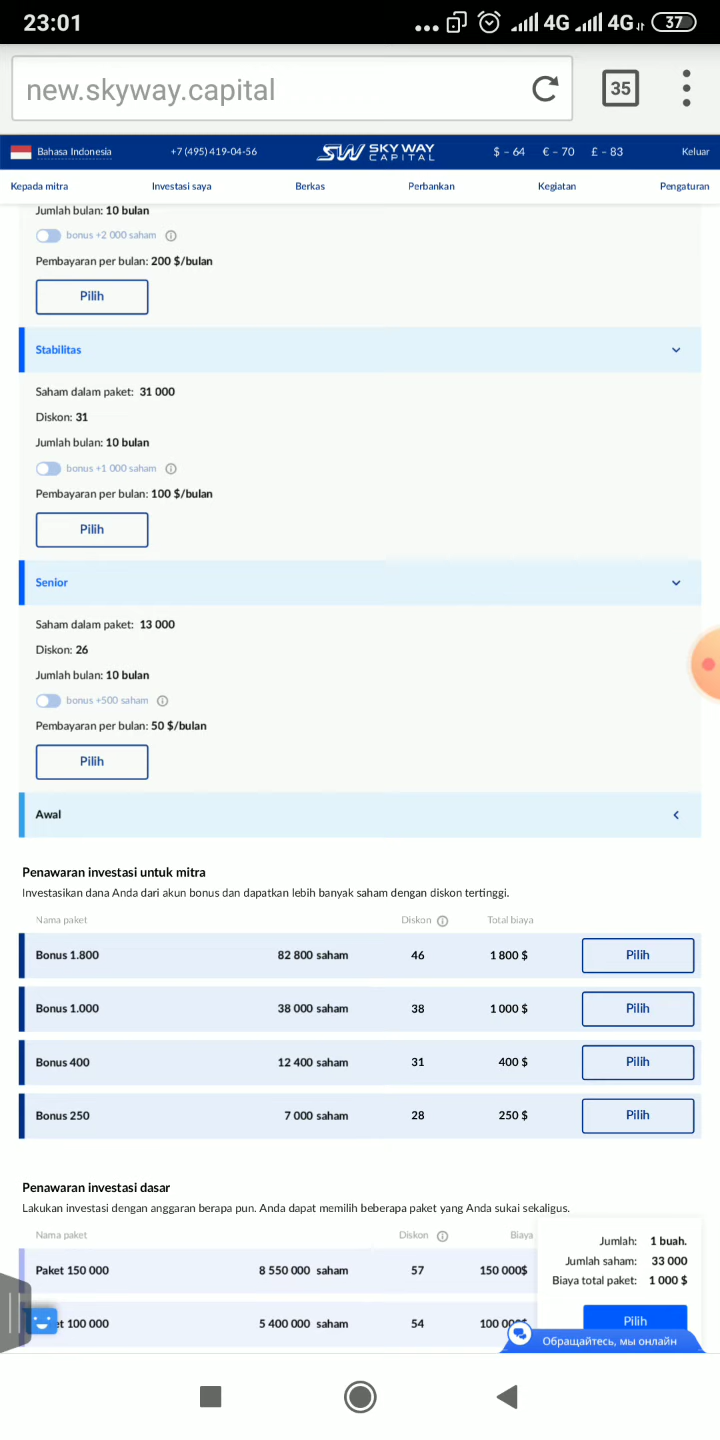 23:01
4G 4G 37
new.skyway.capital
35
Bahasa Indonesia +7 (495) 419-04-56 SW SKY WAY CAPITAL $ – 64 € – 70 £ – 83 Keluar
Kepada mitra Investasi saya Berkas Perbankan Kegiatan Pengaturan
Jumlah bulan: 10 bulan
bonus +2 000 saham
Pembayaran per bulan: 200 $/bulan
Pilih
Stabilitas
Saham dalam paket: 31 000
Diskon: 31
Jumlah bulan: 10 bulan
bonus +1 000 saham
Pembayaran per bulan: 100 $/bulan
Pilih
Senior
Saham dalam paket: 13 000
Diskon: 26
Jumlah bulan: 10 bulan
bonus +500 saham
Pembayaran per bulan: 50 $/bulan
Pilih
Awal
Penawaran investasi untuk mitra
Investasikan dana Anda dari akun bonus dan dapatkan lebih banyak saham dengan diskon tertinggi.
Nama paket Diskon Total biaya
Bonus 1.800 82 800 saham 46 1 800 $ Pilih
Bonus 1.000 38 000 saham 38 1 000 $ Pilih
Bonus 400 12 400 saham 31 400 $ Pilih
Bonus 250 7 000 saham 28 250 $ Pilih
Penawaran investasi dasar
Lakukan investasi dengan anggaran berapa pun. Anda dapat memilih beberapa paket yang Anda sukai sekaligus.
Nama paket Diskon Biaya
Paket 150 000 8 550 000 saham 57 150 000$
et 100 000 5 400 000 saham 54 100 000$
Jumlah: 1 buah.
Jumlah saham: 33 000
Biaya total paket: 1 000 $
Pilih
Обращайтесь, мы онлайн